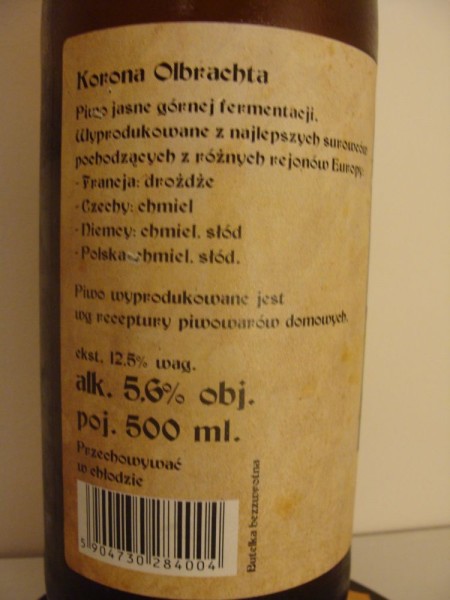 Korona Olbrachta
Piwo jasne górnej fermentacji.
Wyprodukowane z najlepszych surowców
pochodzących z różnych rejonów Europy:
- Francja: drożdże
- Czechy: chmiel
- Niemcy: chmiel, słód
- Polska: chmiel, słód.
Piwo wyprodukowane jest
wg receptury piwowarów domowych.
ekst. 12.5% wag.
alk. 5.6% obj.
poj. 500 ml.
Przechowywać
w chłodzie
5 904730 284004
Butelka bezzwrotna